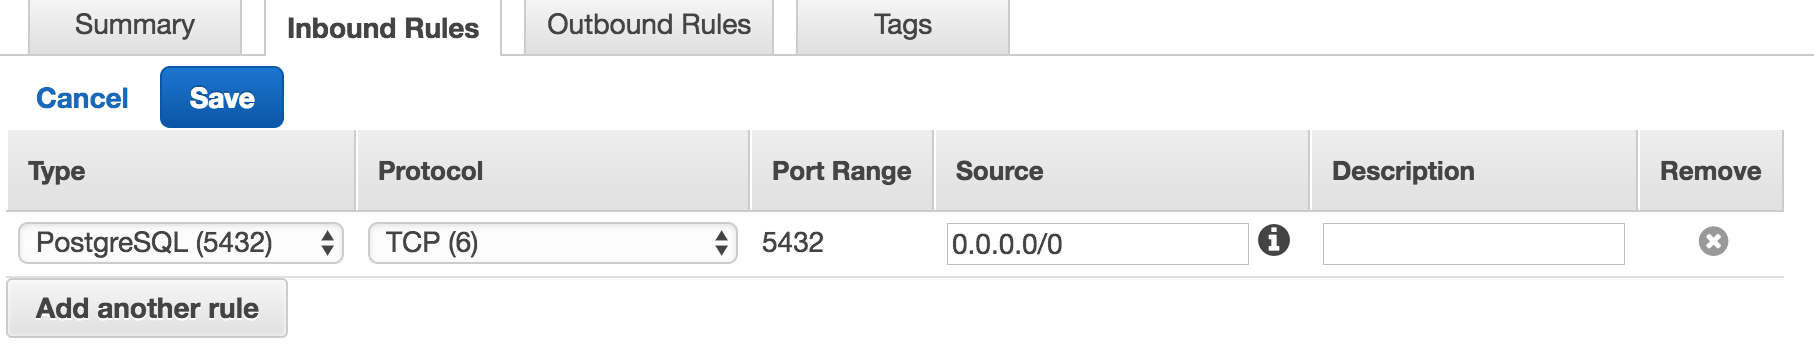 Summary Inbound Rules Outbound Rules Tags
Cancel Save
Type Protocol Port Range Source Description Remove
PostgreSQL (5432) TCP (6) 5432 0.0.0.0/0
Add another rule